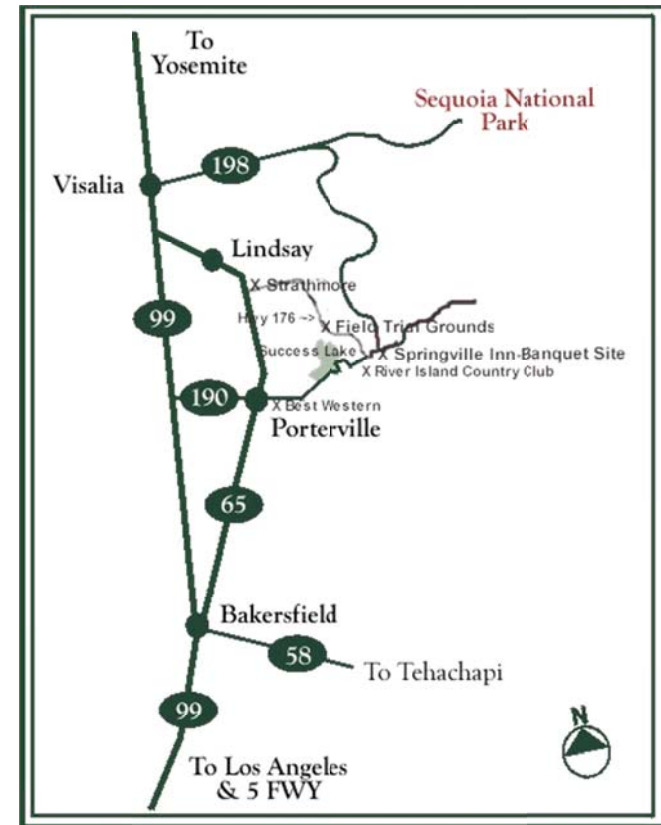 To
Yosemite
Sequoia National
Park
198
Visalia
Lindsay
X Strathmore
99
Hwy 176 ~>
X Field Trial Grounds
Success Lake
X Springville Inn-Banquet Site
X River Island Country Club
190
X Best Western
Porterville
65
Bakersfield
58
To Tehachapi
99
N
To Los Angeles
& 5 FWY